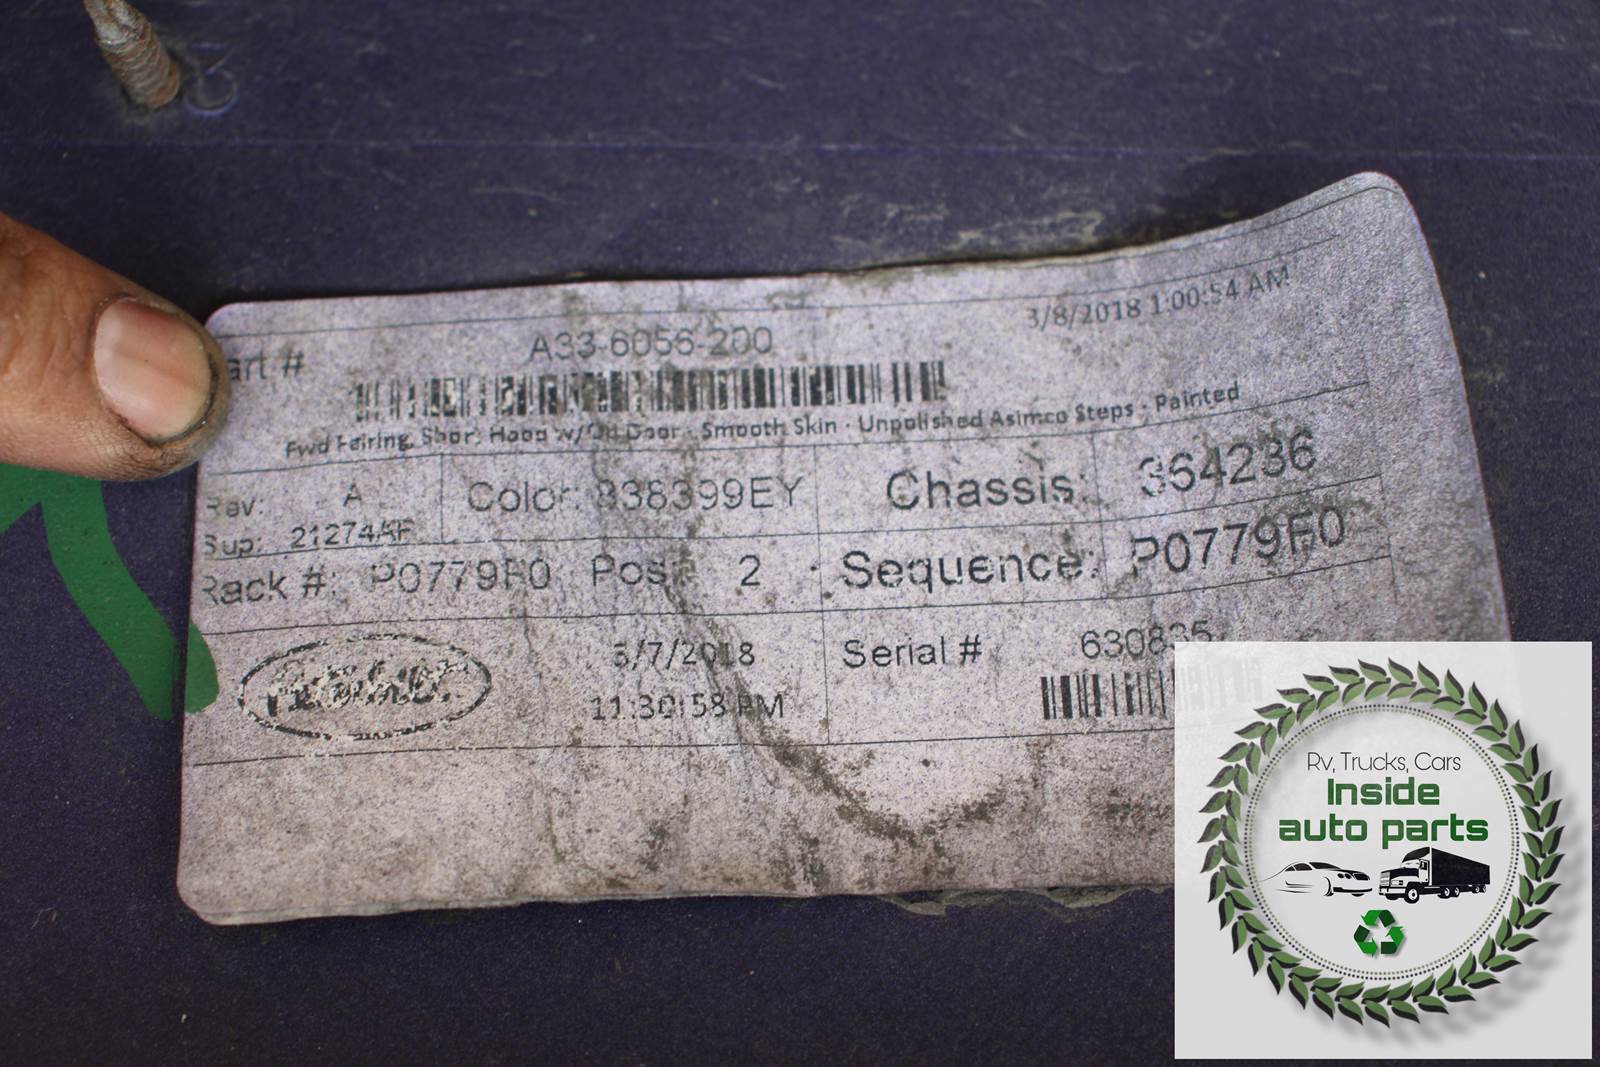 3/8/2018 1:00:54 AM
art # A33-6056-200
Fwd Fairing, Short Hood w/ Door - Smooth Skin - Unpolished Asimco Steps - Painted
Rev: A Color: 838399EY Chassis: 364236
Sup: 21274AF
Rack #: P0779F0 Pos: 2 Sequence: P0779F0
3/7/2018 Serial # 630835
11:30:58 PM
Rv, Trucks, Cars
Inside
auto parts